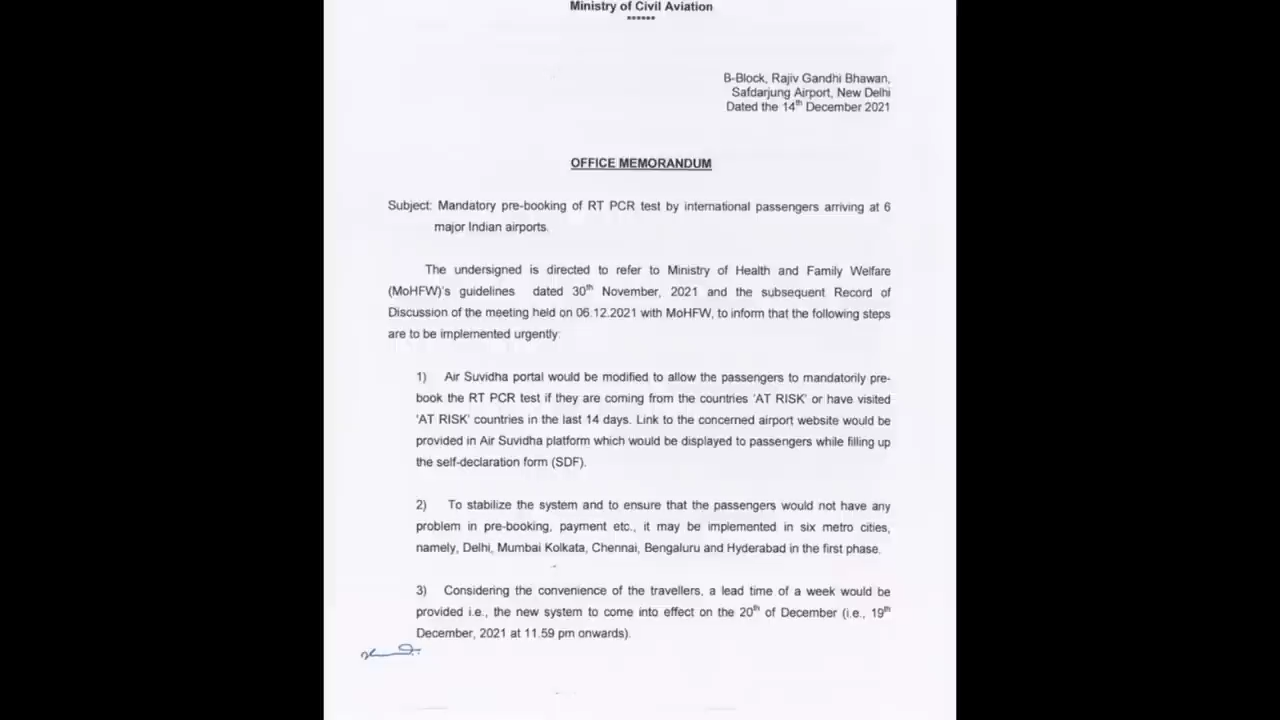 Ministry of Civil Aviation
******
B-Block, Rajiv Gandhi Bhawan,
Safdarjung Airport, New Delhi
Dated the 14th December 2021
OFFICE MEMORANDUM
Subject: Mandatory pre-booking of RT PCR test by international passengers arriving at 6
major Indian airports.
The undersigned is directed to refer to Ministry of Health and Family Welfare
(MoHFW)'s guidelines dated 30th November, 2021 and the subsequent Record of
Discussion of the meeting held on 06.12.2021 with MoHFW, to inform that the following steps
are to be implemented urgently:
1) Air Suvidha portal would be modified to allow the passengers to mandatorily pre-
book the RT PCR test if they are coming from the countries 'AT RISK' or have visited
'AT RISK' countries in the last 14 days. Link to the concerned airport website would be
provided in Air Suvidha platform which would be displayed to passengers while filling up
the self-declaration form (SDF).
2) To stabilize the system and to ensure that the passengers would not have any
problem in pre-booking, payment etc., it may be implemented in six metro cities,
namely, Delhi, Mumbai Kolkata, Chennai, Bengaluru and Hyderabad in the first phase.
3) Considering the convenience of the travellers, a lead time of a week would be
provided i.e., the new system to come into effect on the 20th of December (i.e., 19th
December, 2021 at 11.59 pm onwards).